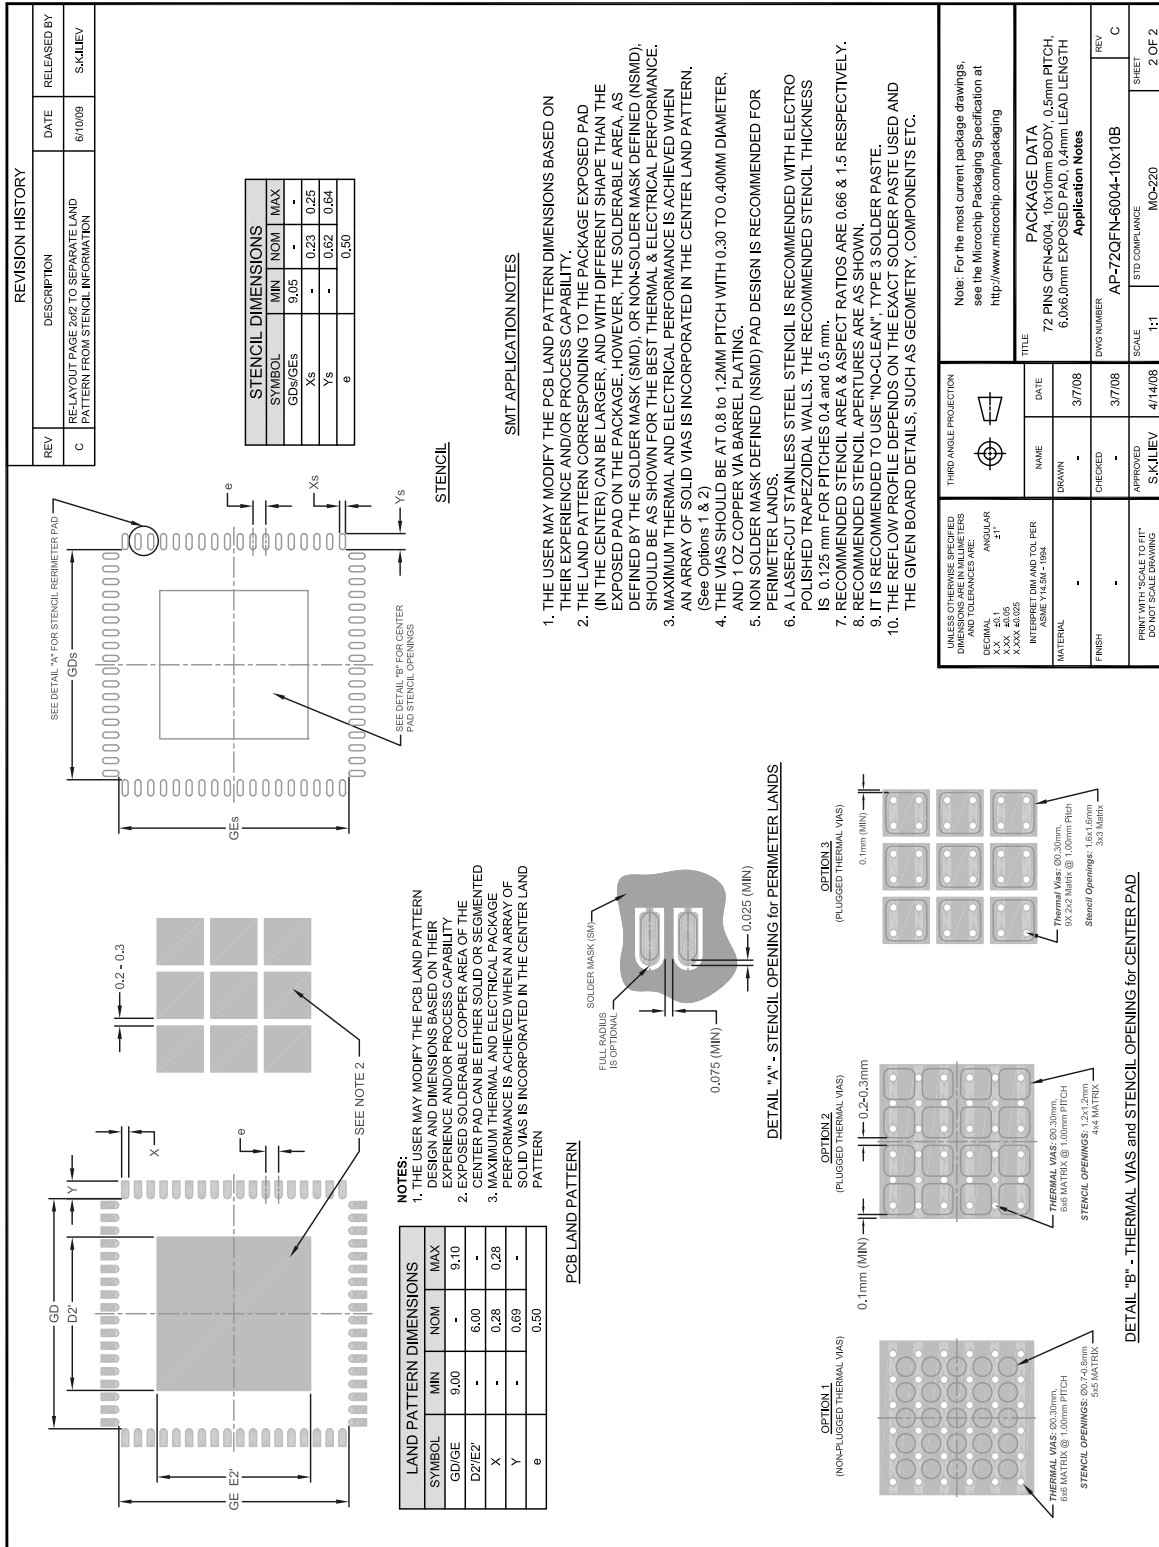 REVISION HISTORY
REV DESCRIPTION DATE RELEASED BY
C RE-LAYOUT PAGE 2of2 TO SEPARATE LAND PATTERN FROM STENCIL INFORMATION 6/10/09 S.K.ILIEV
GD
D2'
Y
X
e
GE
E2'
0.2 - 0.3
SEE NOTE 2
LAND PATTERN DIMENSIONS
SYMBOL MIN NOM MAX
GD/GE 9.00 - 9.10
D2'/E2' - 6.00 -
X - 0.28 0.28
Y - 0.69 -
e 0.50
NOTES:
1. THE USER MAY MODIFY THE PCB LAND PATTERN
DESIGN AND DIMENSIONS BASED ON THEIR
EXPERIENCE AND/OR PROCESS CAPABILITY
2. EXPOSED SOLDERABLE COPPER AREA OF THE
CENTER PAD CAN BE EITHER SOLID OR SEGMENTED
3. MAXIMUM THERMAL AND ELECTRICAL PACKAGE
PERFORMANCE IS ACHIEVED WHEN AN ARRAY OF
SOLID VIAS IS INCORPORATED IN THE CENTER LAND
PATTERN
PCB LAND PATTERN
SEE DETAIL "A" FOR STENCIL RERIMETER PAD
GDs
GEs
e
Xs
Ys
SEE DETAIL "B" FOR CENTER
PAD STENCIL OPENINGS
STENCIL
STENCIL DIMENSIONS
SYMBOL MIN NOM MAX
GDs/GEs 9.05 - -
Xs - 0.23 0.25
Ys - 0.62 0.64
e 0.50
SMT APPLICATION NOTES
1. THE USER MAY MODIFY THE PCB LAND PATTERN DIMENSIONS BASED ON
THEIR EXPERIENCE AND/OR PROCESS CAPABILITY.
2. THE LAND PATTERN CORRESPONDING TO THE PACKAGE EXPOSED PAD
(IN THE CENTER) CAN BE LARGER, AND WITH DIFFERENT SHAPE THAN THE
EXPOSED PAD ON THE PACKAGE. HOWEVER, THE SOLDERABLE AREA, AS
DEFINED BY THE SOLDER MASK (SMD), OR NON-SOLDER MASK DEFINED (NSMD),
SHOULD BE AS SHOWN FOR THE BEST THERMAL & ELECTRICAL PERFORMANCE.
3. MAXIMUM THERMAL AND ELECTRICAL PERFORMANCE IS ACHIEVED WHEN
AN ARRAY OF SOLID VIAS IS INCORPORATED IN THE CENTER LAND PATTERN.
(See Options 1 & 2)
4. THE VIAS SHOULD BE AT 0.8 to 1.2MM PITCH WITH 0.30 TO 0.40MM DIAMETER,
AND 1 OZ COPPER VIA BARREL PLATING.
5. NON SOLDER MASK DEFINED (NSMD) PAD DESIGN IS RECOMMENDED FOR
PERIMETER LANDS.
6. A LASER-CUT STAINLESS STEEL STENCIL IS RECOMMENDED WITH ELECTRO
POLISHED TRAPEZOIDAL WALLS. THE RECOMMENDED STENCIL THICKNESS
IS 0.125 mm FOR PITCHES 0.4 and 0.5 mm.
7. RECOMMENDED STENCIL AREA & ASPECT RATIOS ARE 0.66 & 1.5 RESPECTIVELY.
8. RECOMMENDED STENCIL APERTURES ARE AS SHOWN.
9. IT IS RECOMMENDED TO USE "NO-CLEAN", TYPE 3 SOLDER PASTE.
10. THE REFLOW PROFILE DEPENDS ON THE EXACT SOLDER PASTE USED AND
THE GIVEN BOARD DETAILS, SUCH AS GEOMETRY, COMPONENTS ETC.
SOLDER MASK (SM)
FULL RADIUS
IS OPTIONAL
0.075 (MIN)
0.025 (MIN)
DETAIL "A" - STENCIL OPENING for PERIMETER LANDS
OPTION 1
(NON-PLUGGED THERMAL VIAS)
THERMAL VIAS: Ø0.30mm,
6x6 MATRIX @ 1.00mm PITCH
STENCIL OPENINGS: Ø0.7-0.8mm
5x5 MATRIX
OPTION 2
(PLUGGED THERMAL VIAS)
0.1mm (MIN)
0.2-0.3mm
THERMAL VIAS: Ø0.30mm,
6x6 MATRIX @ 1.00mm PITCH
STENCIL OPENINGS: 1.2x1.2mm
4x4 MATRIX
OPTION 3
(PLUGGED THERMAL VIAS)
0.1mm (MIN)
Thermal Vias: Ø0.30mm,
9X 2x2 Matrix @ 1.00mm Pitch
Stencil Openings: 1.6x1.6mm
3x3 Matrix
DETAIL "B" - THERMAL VIAS and STENCIL OPENING for CENTER PAD
UNLESS OTHERWISE SPECIFIED
DIMENSIONS ARE IN MILLIMETERS
AND TOLERANCES ARE:
DECIMAL ANGULAR
X.X ±0.1 ±1°
X.XX ±0.05
X.XXX ±0.025
INTERPRET DIM AND TOL PER
ASME Y14.5M - 1994
MATERIAL
-
FINISH
-
PRINT WITH "SCALE TO FIT"
DO NOT SCALE DRAWING
THIRD ANGLE PROJECTION
NAME DATE
DRAWN - 3/7/08
CHECKED - 3/7/08
APPROVED S.K.ILIEV 4/14/08
Note: For the most current package drawings,
see the Microchip Packaging Specification at
http://www.microchip.com/packaging
TITLE
PACKAGE DATA
72 PINS QFN-6004, 10x10mm BODY, 0.5mm PITCH,
6.0x6.0mm EXPOSED PAD, 0.4mm LEAD LENGTH
Application Notes
DWG NUMBER
AP-72QFN-6004-10x10B
REV
C
SCALE
1:1
STD COMPLIANCE
MO-220
SHEET
2 OF 2